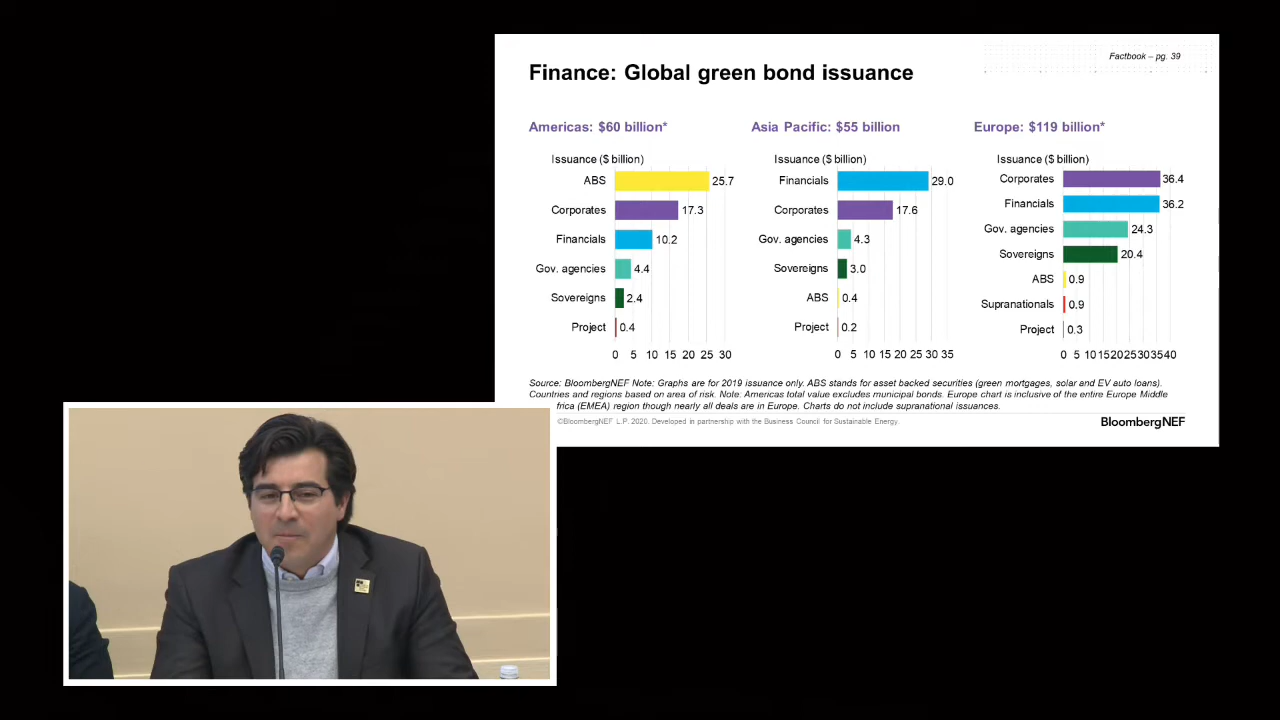 Factbook – pg. 39
Finance: Global green bond issuance
Americas: $60 billion*
Issuance ($ billion)
ABS 25.7
Corporates 17.3
Financials 10.2
Gov. agencies 4.4
Sovereigns 2.4
Project 0.4
0 5 10 15 20 25 30
Asia Pacific: $55 billion
Issuance ($ billion)
Financials 29.0
Corporates 17.6
Gov. agencies 4.3
Sovereigns 3.0
ABS 0.4
Project 0.2
0 5 10 15 20 25 30 35
Europe: $119 billion*
Issuance ($ billion)
Corporates 36.4
Financials 36.2
Gov. agencies 24.3
Sovereigns 20.4
ABS 0.9
Supranationals 0.9
Project 0.3
0 5 10 15 20 25 30 35 40
Source: BloombergNEF Note: Graphs are for 2019 issuance only. ABS stands for asset backed securities (green mortgages, solar and EV auto loans).
Countries and regions based on area of risk. Note: Americas total value excludes municipal bonds. Europe chart is inclusive of the entire Europe Middle
frica (EMEA) region though nearly all deals are in Europe. Charts do not include supranational issuances.
©BloombergNEF L.P. 2020. Developed in partnership with the Business Council for Sustainable Energy.
BloombergNEF